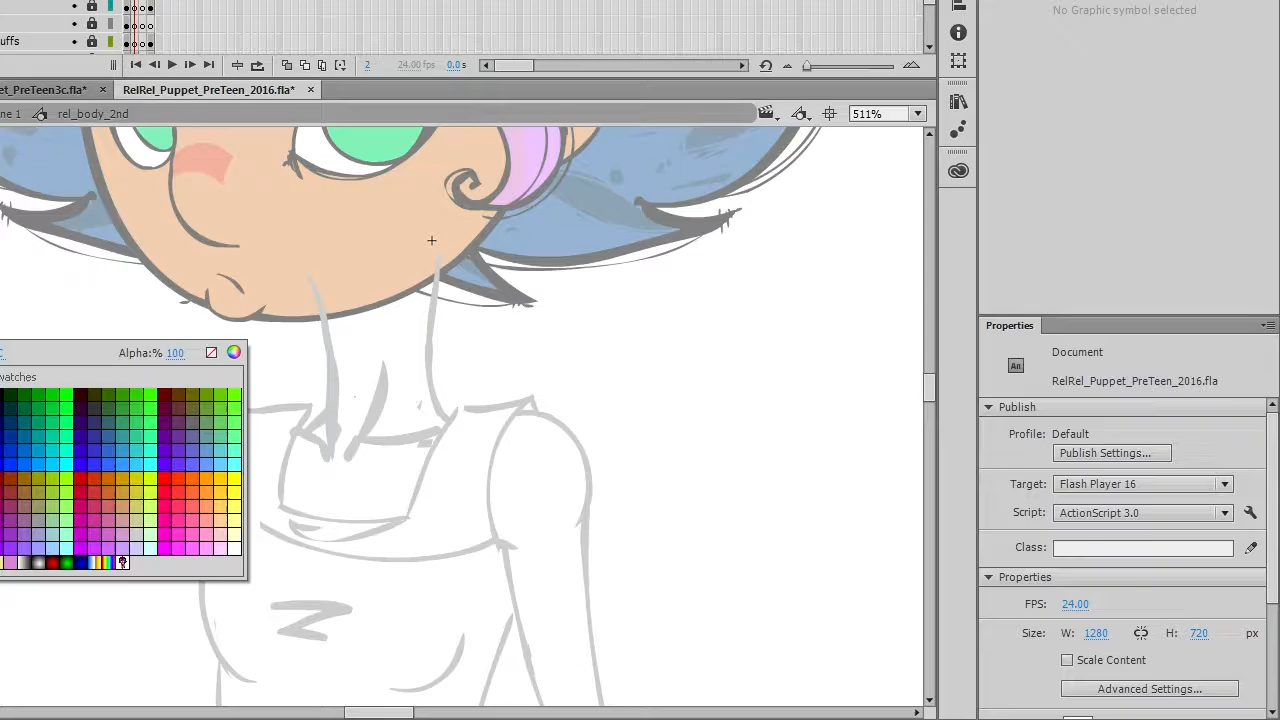 No Graphic symbol selected
uffs
2 24.00 fps 0.0 s
et_PreTeen3c.fla* × RelRel_Puppet_PreTeen_2016.fla* ×
ne 1 rel_body_2nd 511%
Properties
Alpha:% 100
Document
watches
An
RelRel_Puppet_PreTeen_2016.fla
Publish
Profile: Default
Publish Settings...
Target: Flash Player 16
Script: ActionScript 3.0
Class:
Properties
FPS: 24.00
Size: W: 1280 H: 720 px
Scale Content
Advanced Settings...